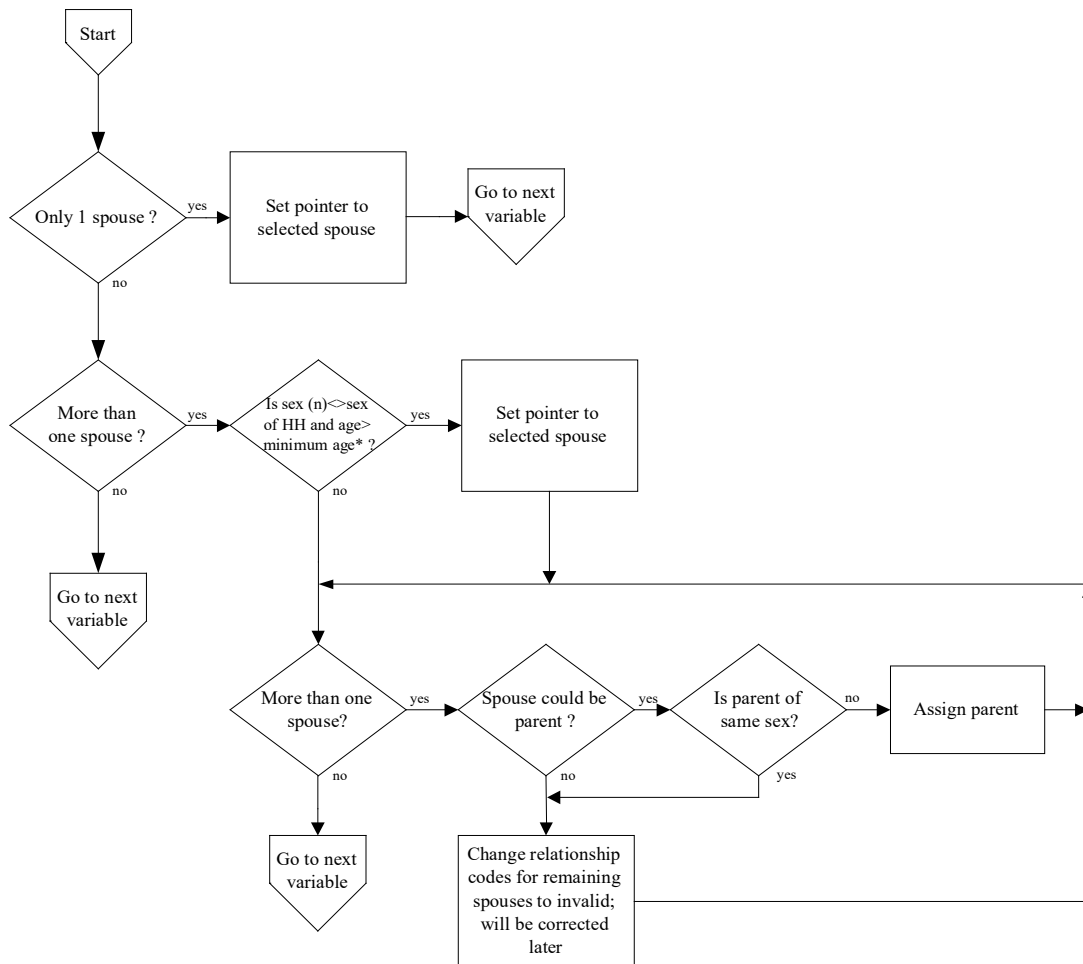 Start
Only 1 spouse ?
yes
Set pointer to
selected spouse
Go to next
variable
no
More than
one spouse ?
yes
Is sex (n)<>sex
of HH and age>
minimum age* ?
yes
Set pointer to
selected spouse
no
no
Go to next
variable
More than one
spouse?
yes
Spouse could be
parent ?
yes
Is parent of
same sex?
no
Assign parent
no
no
yes
Go to next
variable
Change relationship
codes for remaining
spouses to invalid;
will be corrected
later